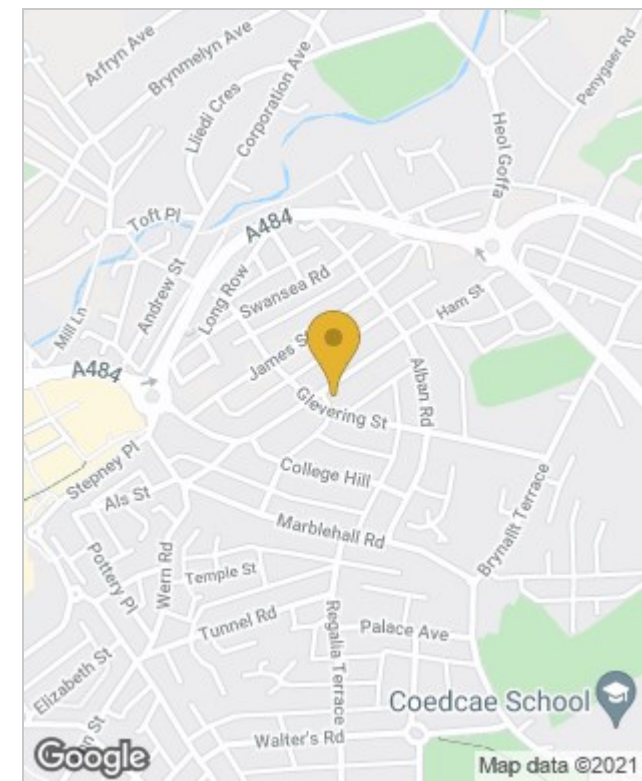 Arfryn Ave
Brynmelyn Ave
Lliedi Cres
Corporation Ave
Penygaer Rd
Heol Goffa
Toft Pl
A484
Andrew St
Long Row
Swansea Rd
Ham St
Mill Ln
James St
Alban Rd
A484
Glevering St
Stepney Pl
College Hill
Als St
Marblehall Rd
Brynallt Terrace
Pottery Pl
Wern Rd
Temple St
Tunnel Rd
Regalia Terrace
Palace Ave
Elizabeth St
Coedcae School
Walter's Rd
Google
Map data ©2021